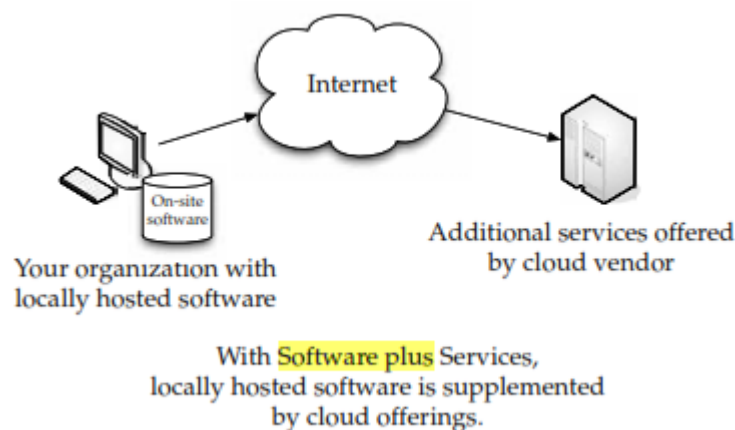 Internet
On-site
software
Your organization with
locally hosted software
Additional services offered
by cloud vendor
With Software plus Services,
locally hosted software is supplemented
by cloud offerings.